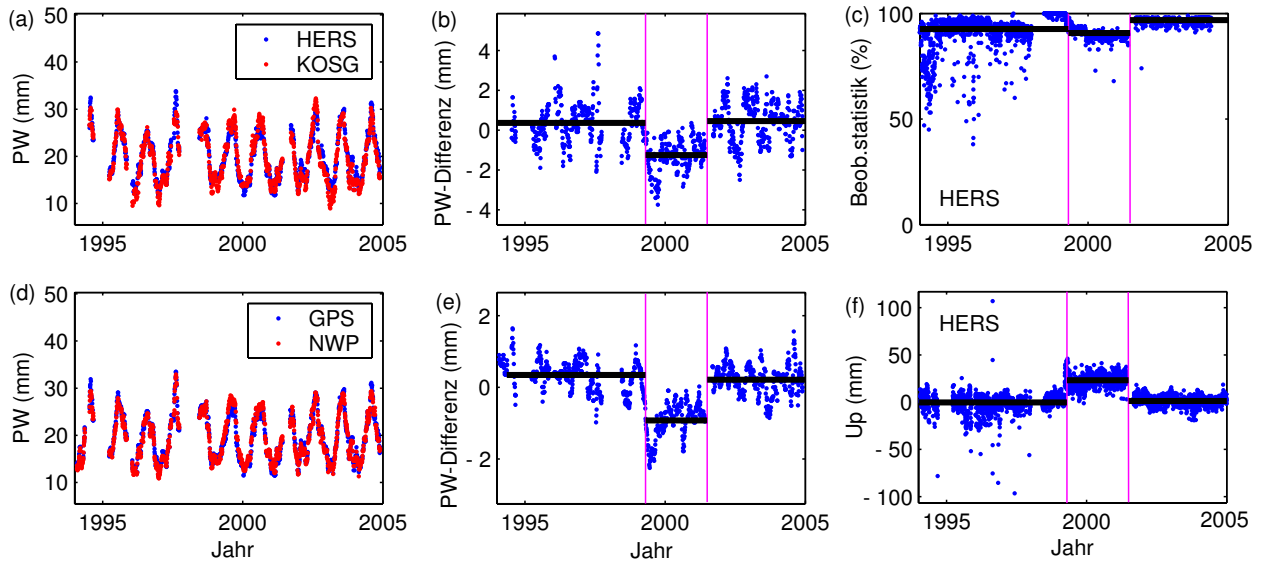 (a)
50
40
30
20
10
PW (mm)
HERS
KOSG
1995
2000
2005
(b)
4
2
0
- 2
- 4
PW-Differenz (mm)
1995
2000
2005
(c)
100
50
0
Beob.statistik (%)
HERS
1995
2000
2005
(d)
50
40
30
20
10
PW (mm)
GPS
NWP
1995
2000
2005
Jahr
(e)
2
0
- 2
PW-Differenz (mm)
1995
2000
2005
Jahr
(f)
100
50
0
- 50
- 100
Up (mm)
HERS
1995
2000
2005
Jahr